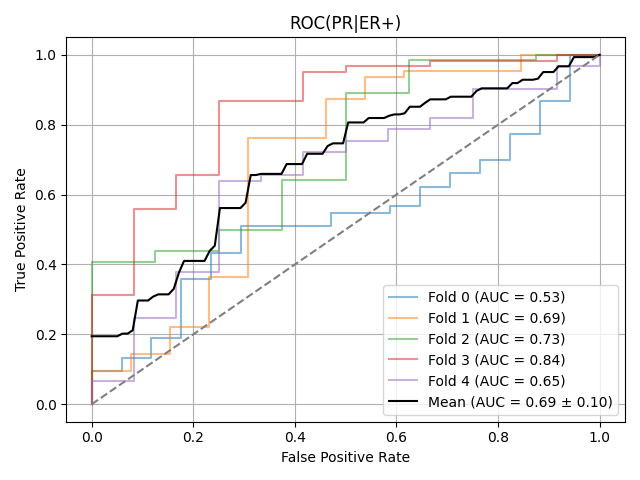 ROC(PR|ER+)
True Positive Rate
1.0
0.8
0.6
0.4
0.2
0.0
Fold 0 (AUC = 0.53)
Fold 1 (AUC = 0.69)
Fold 2 (AUC = 0.73)
Fold 3 (AUC = 0.84)
Fold 4 (AUC = 0.65)
Mean (AUC = 0.69 ± 0.10)
0.0 0.2 0.4 0.6 0.8 1.0
False Positive Rate